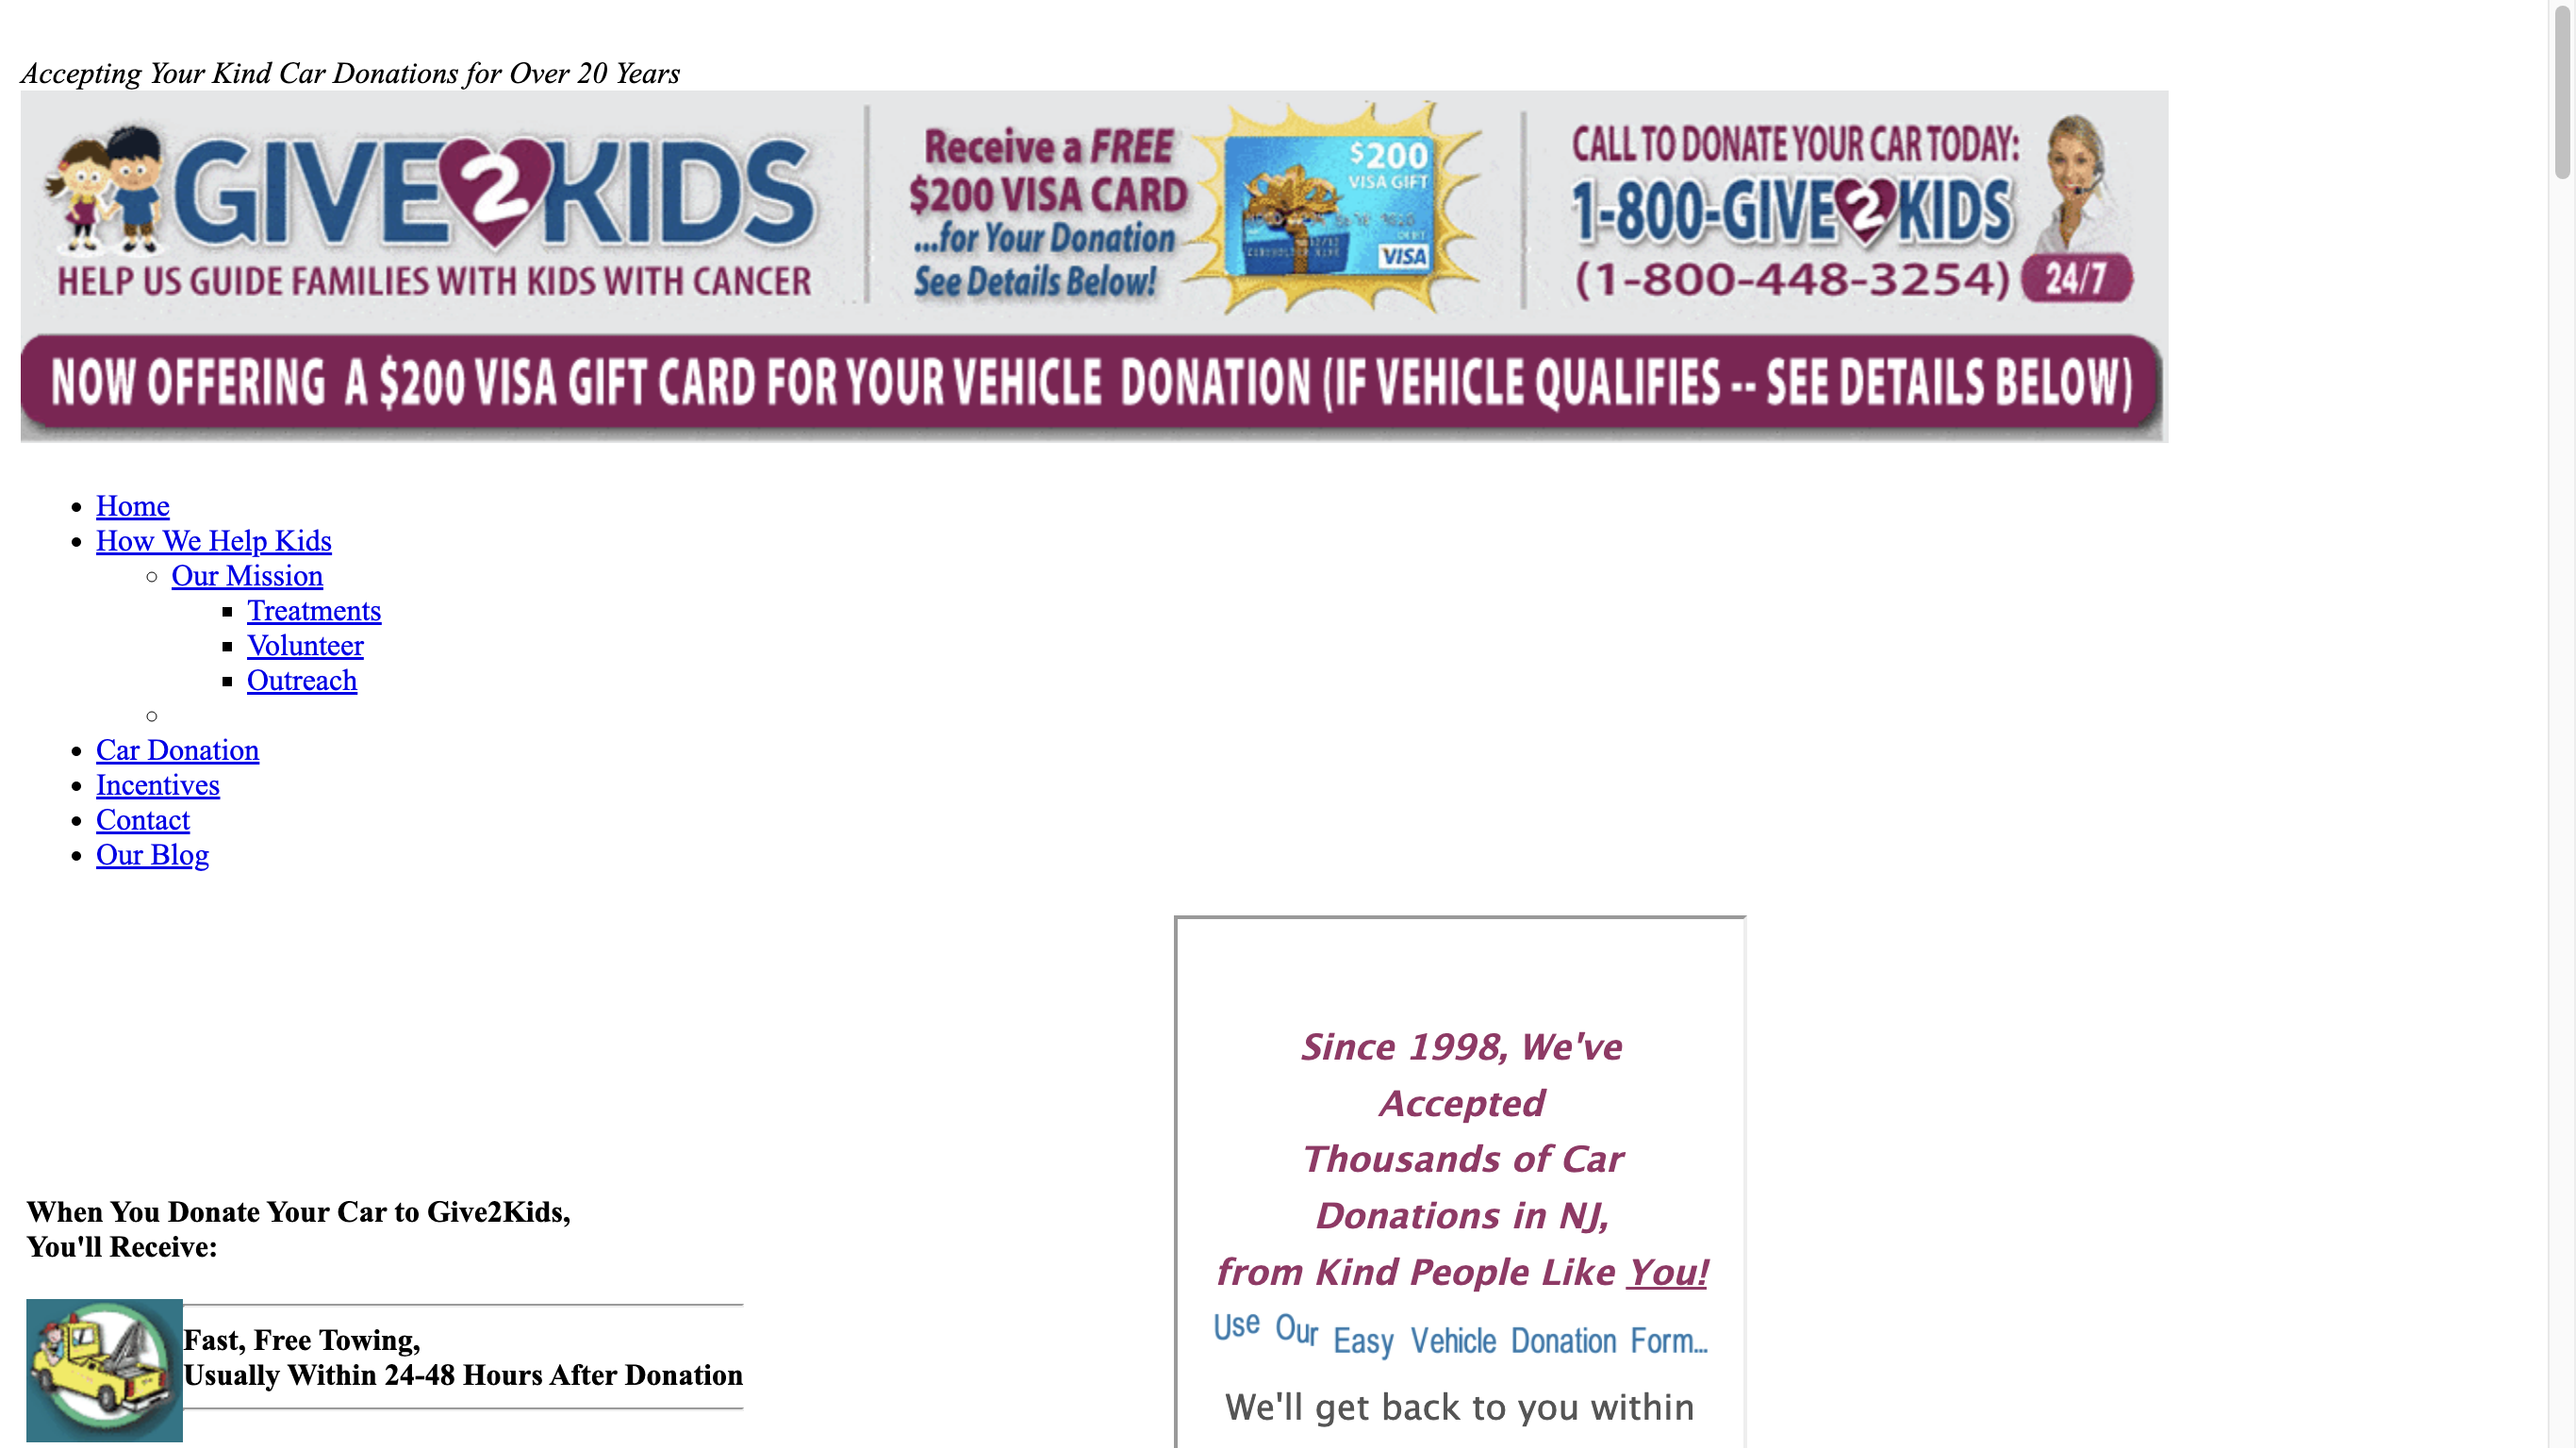 Accepting Your Kind Car Donations for Over 20 Years
GIVE2KIDS
HELP US GUIDE FAMILIES WITH KIDS WITH CANCER
Receive a FREE
$200 VISA CARD
...for Your Donation
See Details Below!
$200
VISA GIFT
VISA
CALL TO DONATE YOUR CAR TODAY:
1-800-GIVE2KIDS
(1-800-448-3254) 24/7
NOW OFFERING A $200 VISA GIFT CARD FOR YOUR VEHICLE DONATION (IF VEHICLE QUALIFIES -- SEE DETAILS BELOW)
Home
How We Help Kids
Our Mission
Treatments
Volunteer
Outreach
Car Donation
Incentives
Contact
Our Blog
When You Donate Your Car to Give2Kids,
You'll Receive:
Fast, Free Towing,
Usually Within 24-48 Hours After Donation
Since 1998, We've
Accepted
Thousands of Car
Donations in NJ,
from Kind People Like You!
Use Our Easy Vehicle Donation Form...
We'll get back to you within